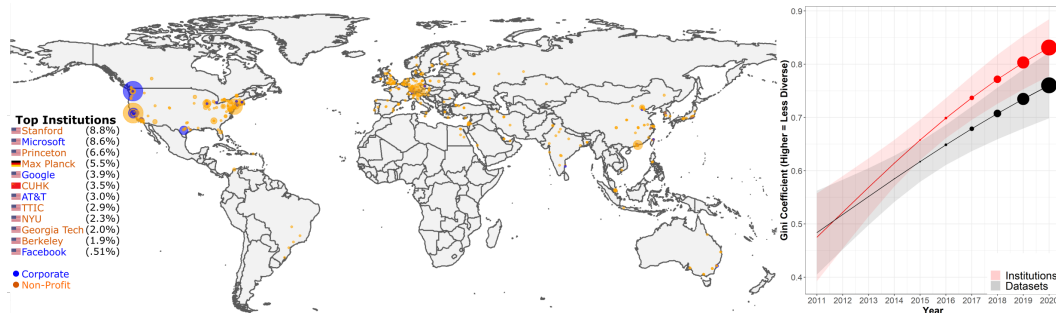 Top Institutions
Stanford (8.8%)
Microsoft (8.6%)
Princeton (6.6%)
Max Planck (5.5%)
Google (3.9%)
CUHK (3.5%)
AT&T (3.0%)
TTIC (2.9%)
NYU (2.3%)
Georgia Tech (2.0%)
Berkeley (1.9%)
Facebook (.51%)
Corporate
Non-Profit
Gini Coefficient (Higher = Less Diverse)
0.9
0.8
0.7
0.6
0.5
0.4
Institutions
Datasets
2011 2012 2013 2014 2015 2016 2017 2018 2019 2020
Year